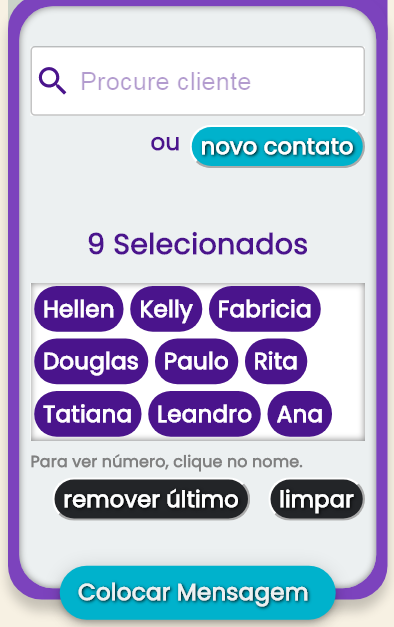 Procure cliente
ou novo contato
9 Selecionados
Hellen Kelly Fabricia
Douglas Paulo Rita
Tatiana Leandro Ana
Para ver número, clique no nome.
remover último limpar
Colocar Mensagem